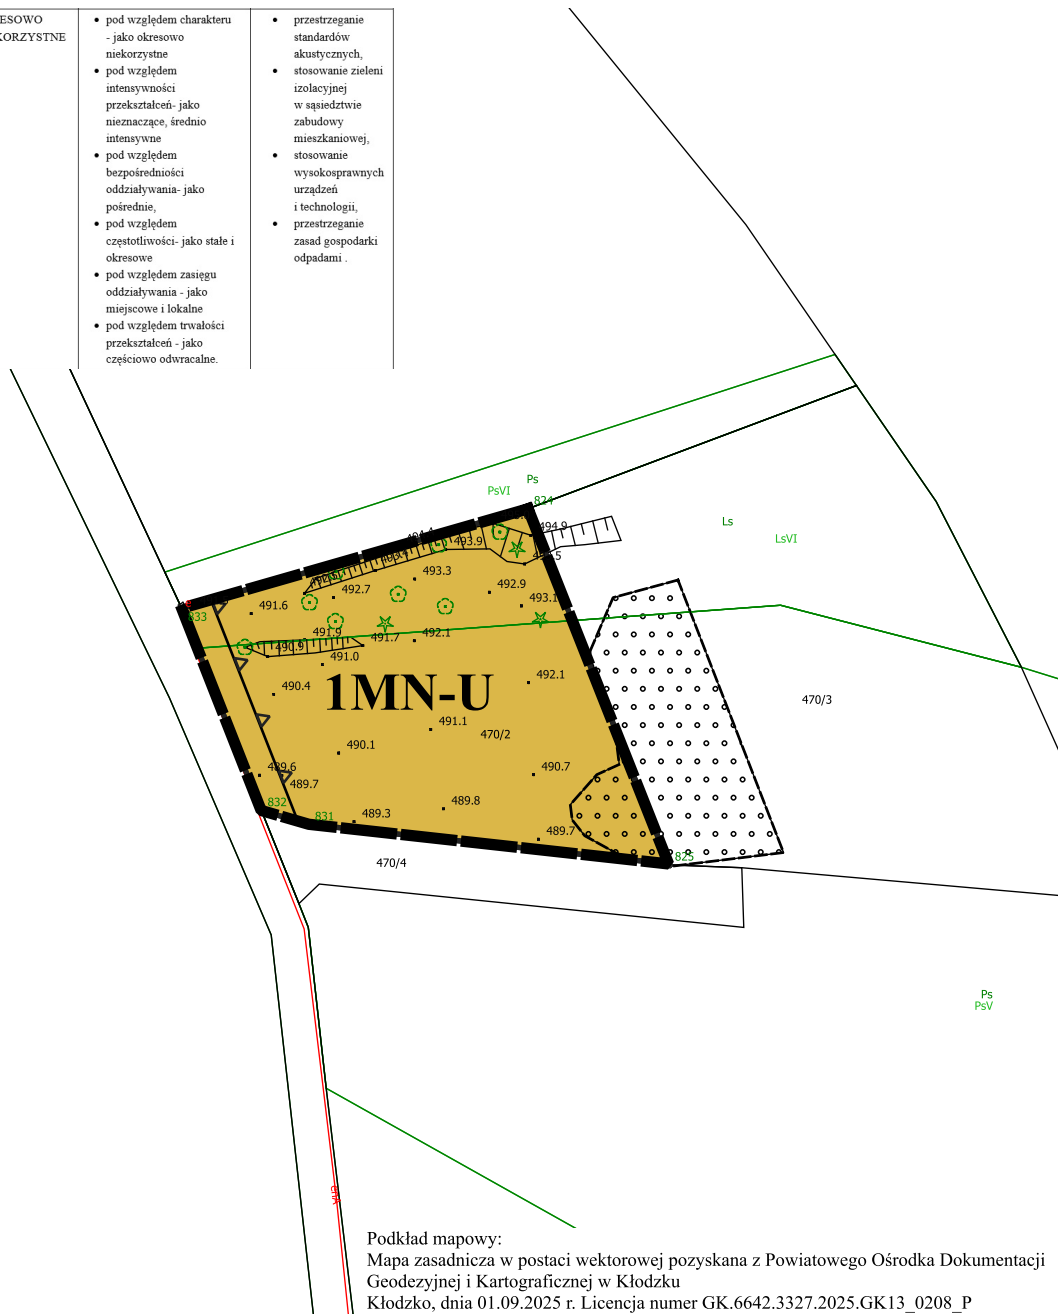 ESOWO
KORZYSTNE
• pod względem charakteru
- jako okresowo
niekorzystne
• pod względem
intensywności
przekształceń- jako
nieznaczące, średnio
intensywne
• pod względem
bezpośredniości
oddziaływania- jako
pośrednie,
• pod względem
częstotliwości- jako stałe i
okresowe
• pod względem zasięgu
oddziaływania - jako
miejscowe i lokalne
• pod względem trwałości
przekształceń - jako
częściowo odwracalne.
• przestrzeganie
standardów
akustycznych,
• stosowanie zieleni
izolacyjnej
w sąsiedztwie
zabudowy
mieszkaniowej,
• stosowanie
wysokosprawnych
urządzeń
i technologii,
• przestrzeganie
zasad gospodarki
odpadami .
Ps
PsVI
824
Ls
494.9
LsVI
493.9
493.3
492.7
492.9
493.1
e
491.6
833
491.9
491.7
492.1
490.9
491.0
492.1
490.4
1MN-U
470/3
491.1
470/2
490.1
489.6
490.7
489.7
832
489.8
831
489.3
489.7
825
470/4
Ps
PsV
eNA
Podkład mapowy:
Mapa zasadnicza w postaci wektorowej pozyskana z Powiatowego Ośrodka Dokumentacji
Geodezyjnej i Kartograficznej w Kłodzku
Kłodzko, dnia 01.09.2025 r. Licencja numer GK.6642.3327.2025.GK13_0208_P